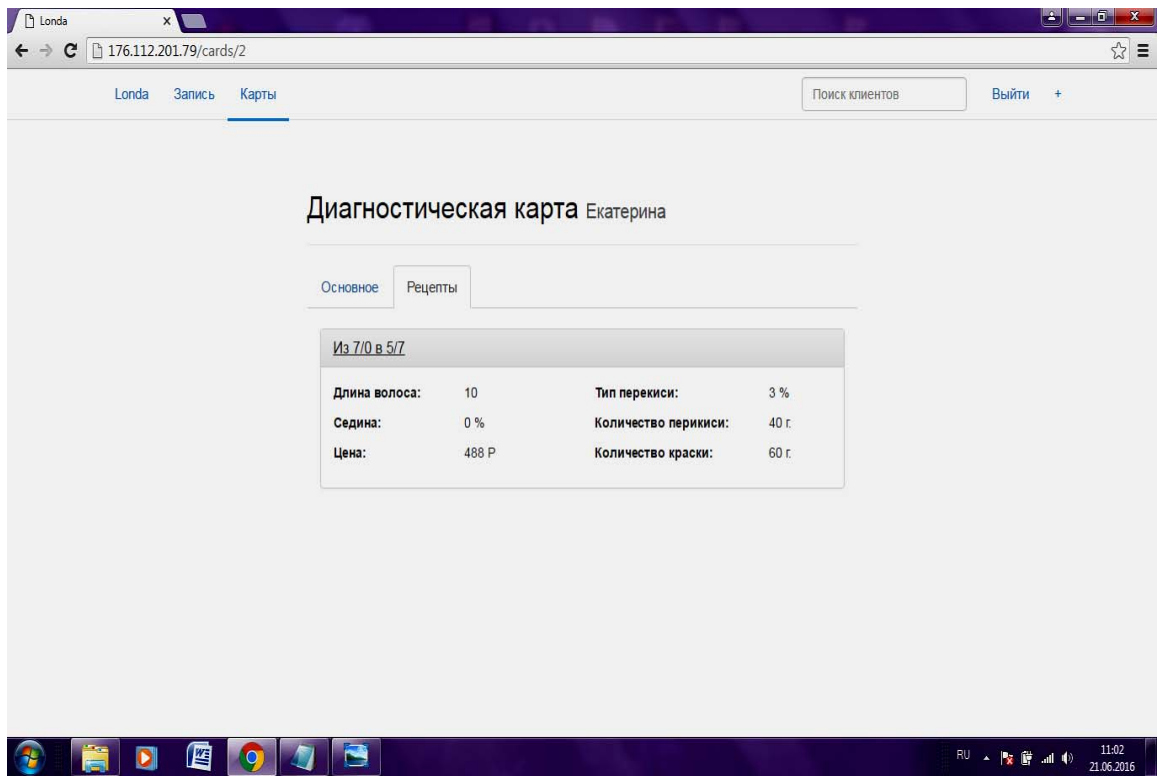 Londa
176.112.201.79/cards/2
Londa Запись Карты Поиск клиентов Выйти +
Диагностическая карта Екатерина
Основное Рецепты
Из 7/0 в 5/7
Длина волоса: 10 Тип перекиси: 3 %
Седина: 0 % Количество перикиси: 40 г.
Цена: 488 Р Количество краски: 60 г.
RU 11:02
21.06.2016